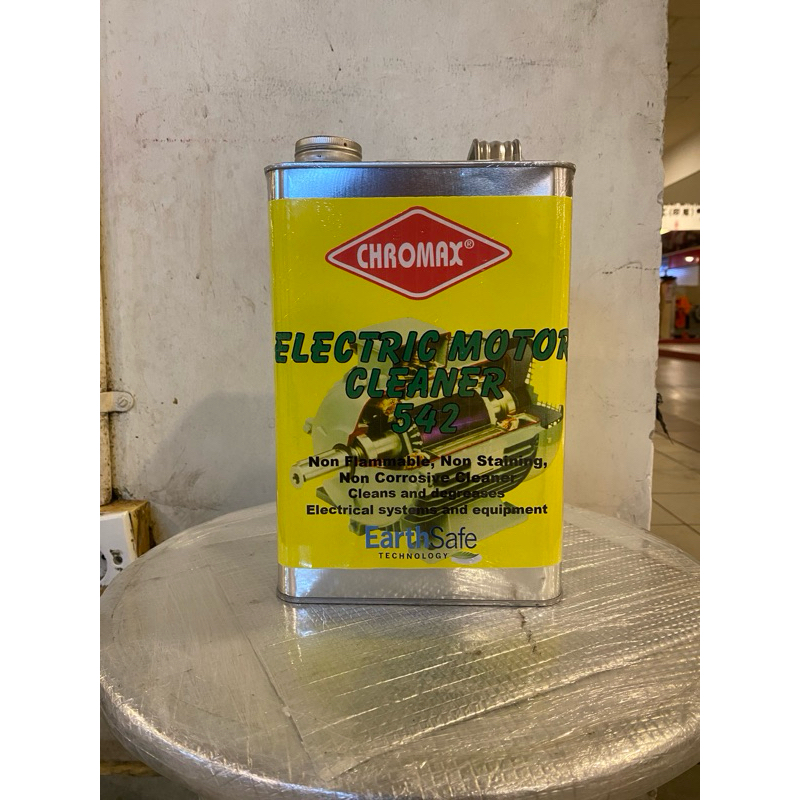 CHROMAX®
ELECTRIC MOTOR
CLEANER
542
Non Flammable, Non Staining,
Non Corrosive Cleaner
Cleans and degreases
Electrical systems and equipment
EarthSafe
TECHNOLOGY